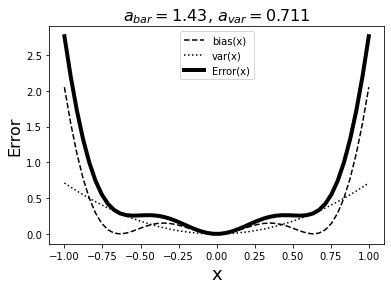 a_bar = 1.43, a_var = 0.711
bias(x)
var(x)
Error(x)
Error
2.5
2.0
1.5
1.0
0.5
0.0
−1.00 −0.75 −0.50 −0.25 0.00 0.25 0.50 0.75 1.00
x